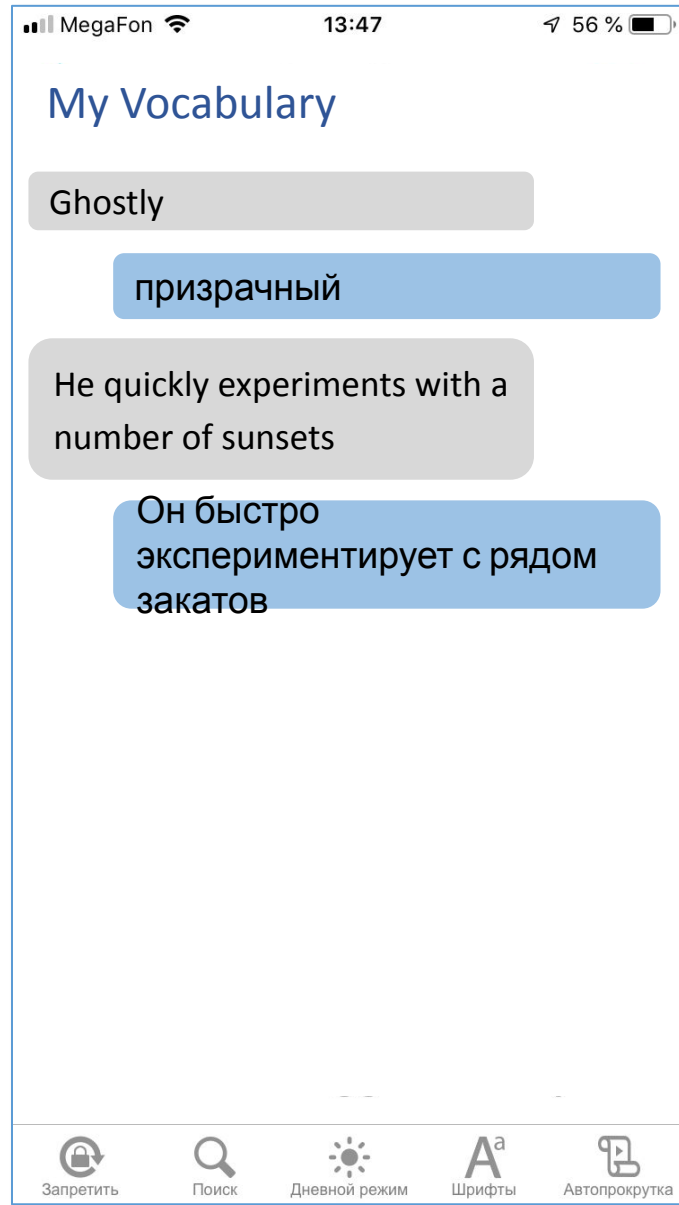 MegaFon 13:47 56 %
My Vocabulary
Ghostly
призрачный
He quickly experiments with a
number of sunsets
Он быстро
экспериментирует с рядом
закатов
Aa
Запретить Поиск Дневной режим Шрифты Автопрокрутка